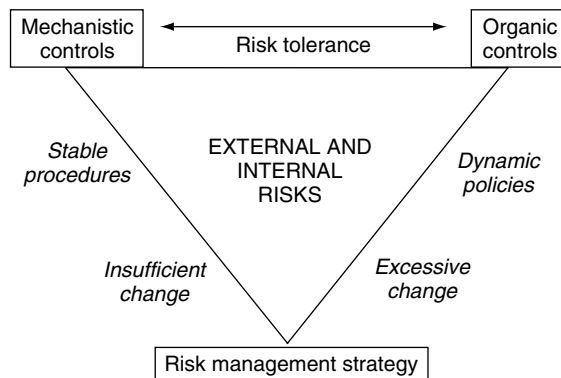 Mechanistic
controls
Risk tolerance
Organic
controls
Stable
procedures
EXTERNAL AND
INTERNAL
RISKS
Dynamic
policies
Insufficient
change
Excessive
change
Risk management strategy